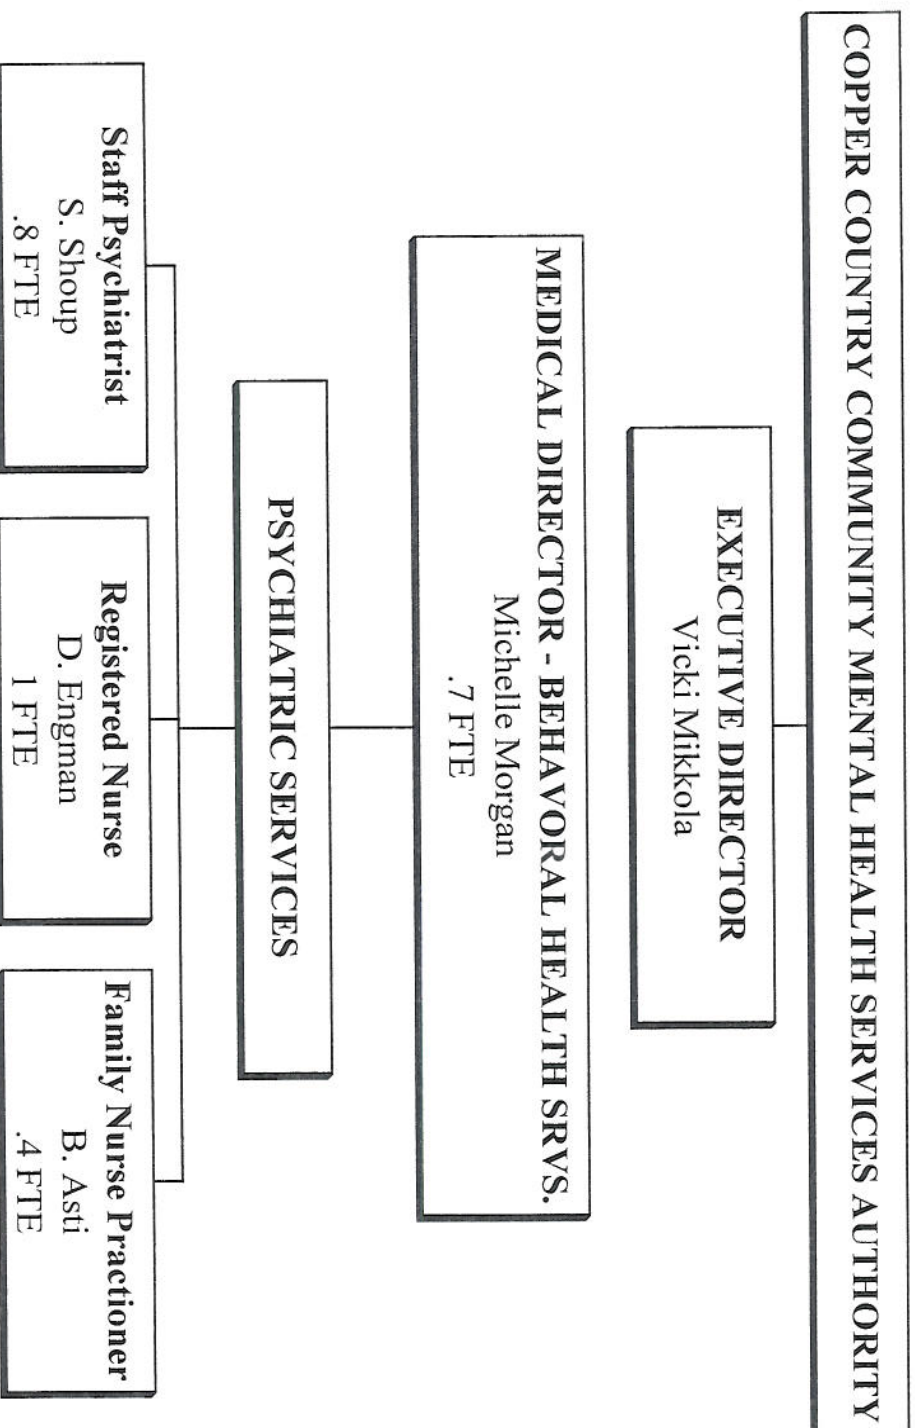 COPPER COUNTRY COMMUNITY MENTAL HEALTH SERVICES AUTHORITY
EXECUTIVE DIRECTOR
Vicki Mikkola
MEDICAL DIRECTOR - BEHAVORAL HEALTH SRVS.
Michelle Morgan
.7 FTE
PSYCHIATRIC SERVICES
Staff Psychiatrist
S. Shoup
.8 FTE
Registered Nurse
D. Engman
1 FTE
Family Nurse Practioner
B. Asti
.4 FTE